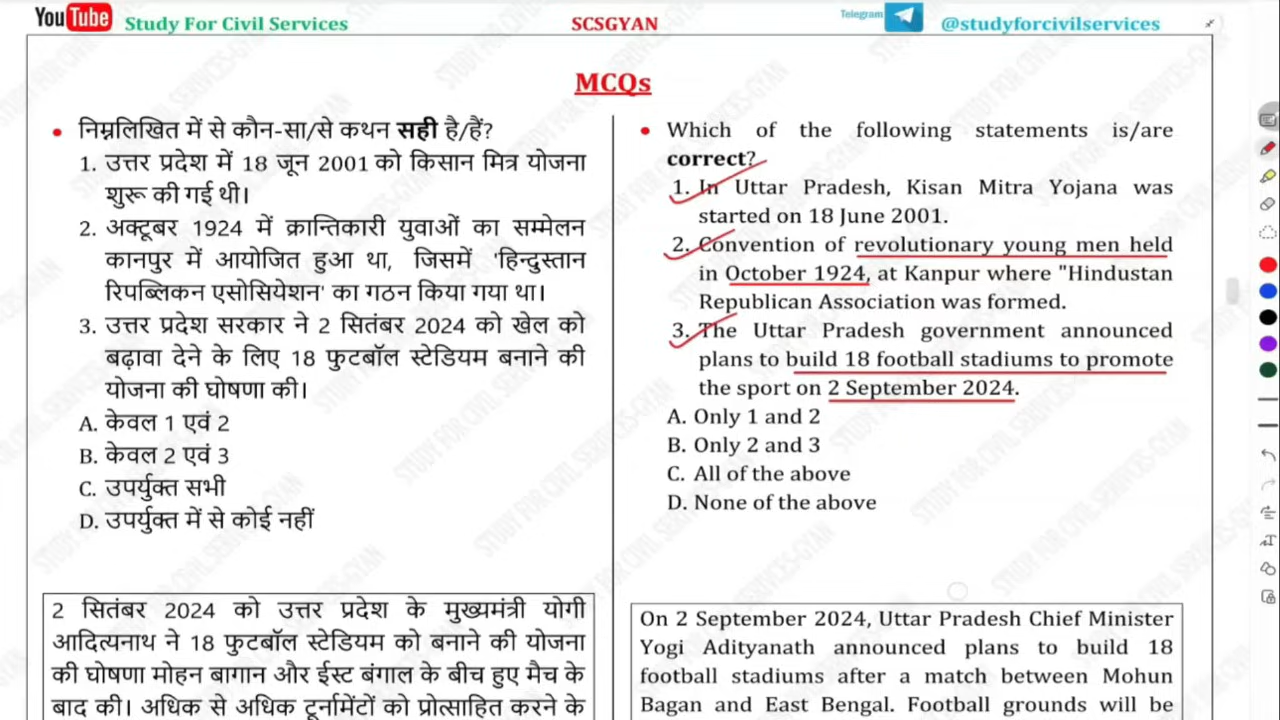 YouTube Study For Civil Services SCSGYAN Telegram @studyforcivilservices
MCQs
• निम्नलिखित में से कौन-सा/से कथन सही है/हैं?
1. उत्तर प्रदेश में 18 जून 2001 को किसान मित्र योजना
शुरू की गई थी।
2. अक्टूबर 1924 में क्रान्तिकारी युवाओं का सम्मेलन
कानपुर में आयोजित हुआ था, जिसमें 'हिन्दुस्तान
रिपब्लिकन एसोसियेशन' का गठन किया गया था।
3. उत्तर प्रदेश सरकार ने 2 सितंबर 2024 को खेल को
बढ़ावा देने के लिए 18 फुटबॉल स्टेडियम बनाने की
योजना की घोषणा की।
A. केवल 1 एवं 2
B. केवल 2 एवं 3
C. उपर्युक्त सभी
D. उपर्युक्त में से कोई नहीं
2 सितंबर 2024 को उत्तर प्रदेश के मुख्यमंत्री योगी
आदित्यनाथ ने 18 फुटबॉल स्टेडियम को बनाने की योजना
की घोषणा मोहन बागान और ईस्ट बंगाल के बीच हुए मैच के
बाद की। अधिक से अधिक टूर्नामेंटों को प्रोत्साहित करने के
• Which of the following statements is/are
correct?
1. In Uttar Pradesh, Kisan Mitra Yojana was
started on 18 June 2001.
2. Convention of revolutionary young men held
in October 1924, at Kanpur where "Hindustan
Republican Association was formed.
3. The Uttar Pradesh government announced
plans to build 18 football stadiums to promote
the sport on 2 September 2024.
A. Only 1 and 2
B. Only 2 and 3
C. All of the above
D. None of the above
On 2 September 2024, Uttar Pradesh Chief Minister
Yogi Adityanath announced plans to build 18
football stadiums after a match between Mohun
Bagan and East Bengal. Football grounds will be